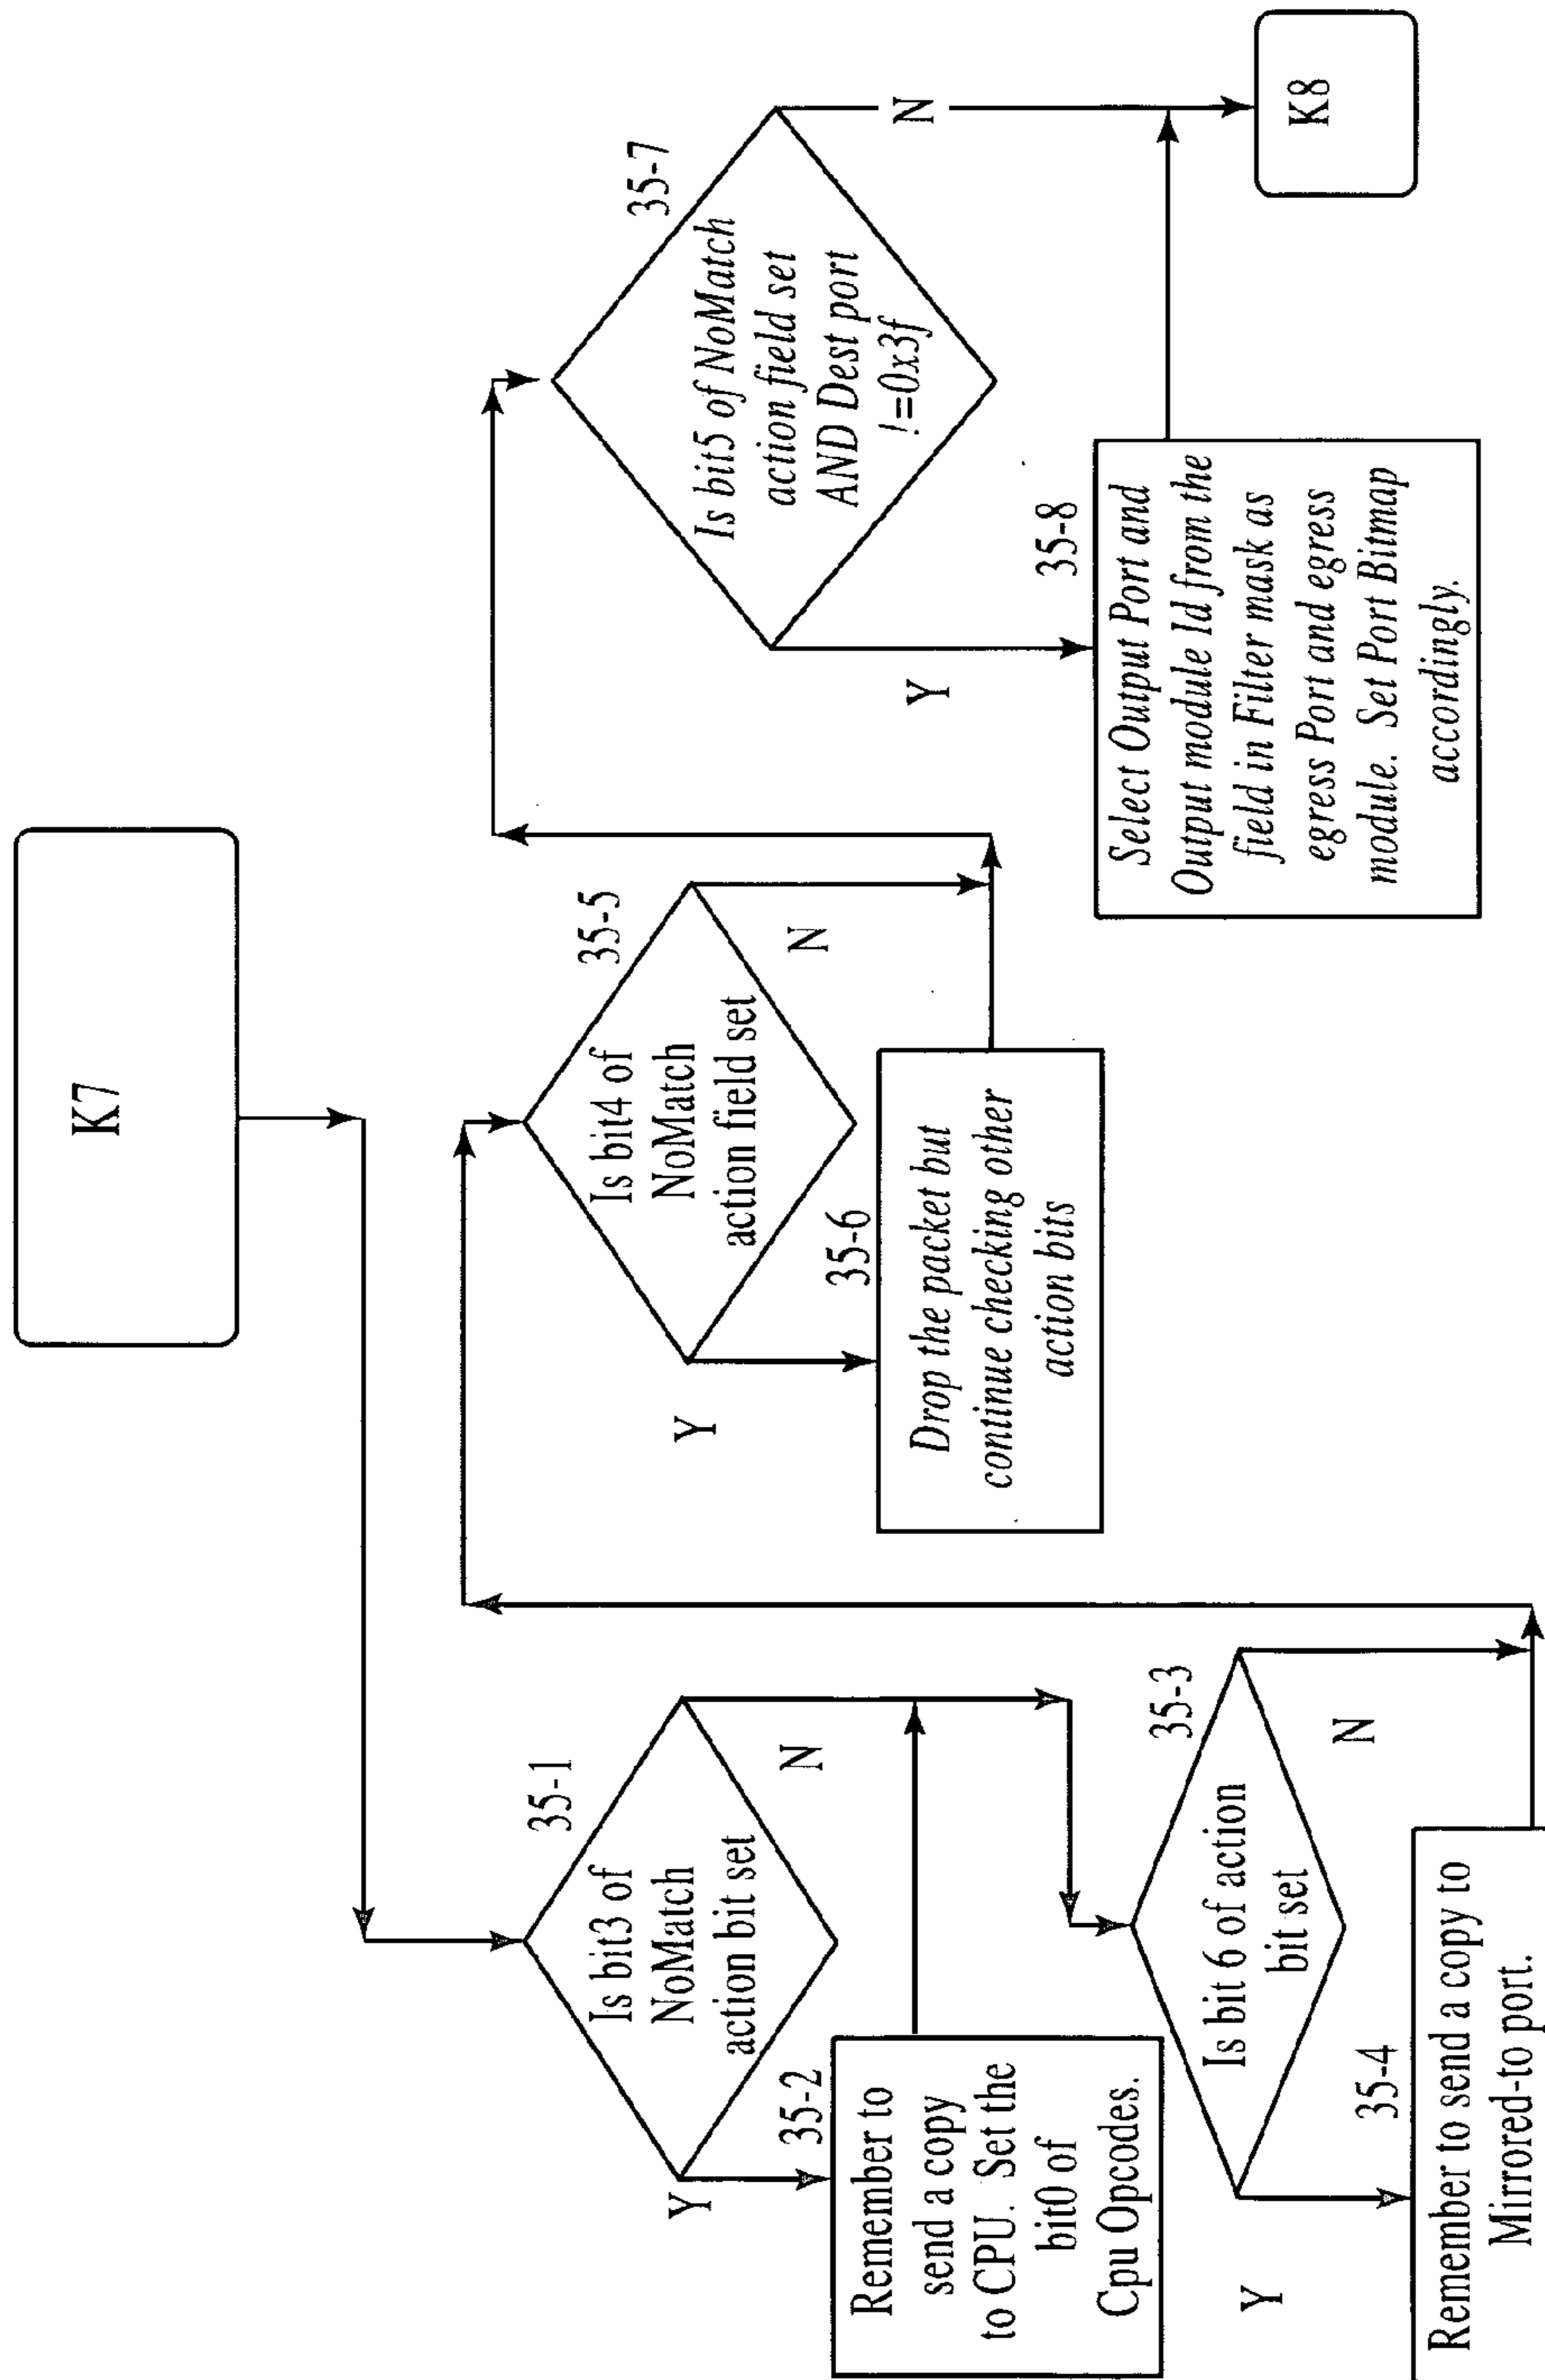 K7
35-1
Is bit3 of
NoMatch
action bit set
Y
N
35-2
Remember to
send a copy
to CPU. Set the
bit0 of
Cpu Opcodes.
35-3
Is bit 6 of action
bit set
Y
N
35-4
Remember to send a copy to
Mirrored-to port.
35-5
Is bit4 of
NoMatch
action field set
Y
N
35-6
Drop the packet but
continue checking other
action bits
35-7
Is bit5 of NoMatch
action field set
AND Dest port
!=0x3f
Y
N
35-8
Select Output Port and
Output module Id from the
field in Filter mask as
egress Port and egress
module. Set Port Bitmap
accordingly.
K8